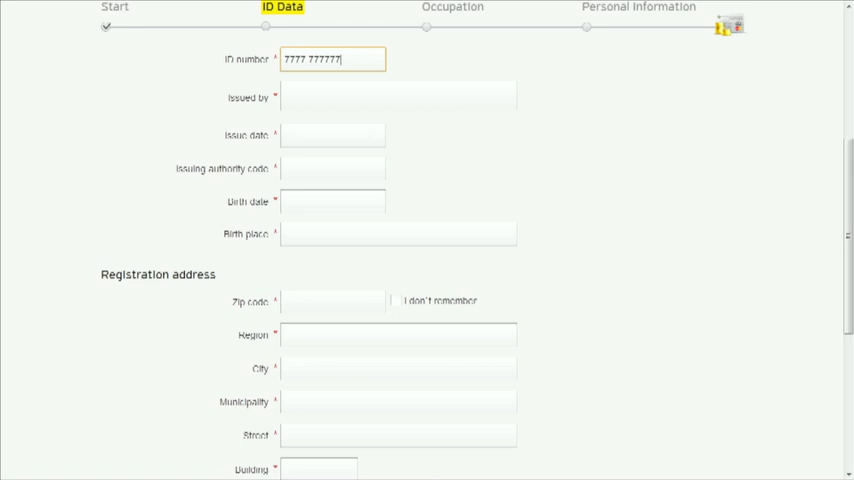 Start ID Data Occupation Personal Information
ID number * 7777 777777
Issued by *
Issue date *
Issuing authority code *
Birth date *
Birth place *
Registration address
Zip code * I don't remember
Region *
City *
Municipality *
Street *
Building *